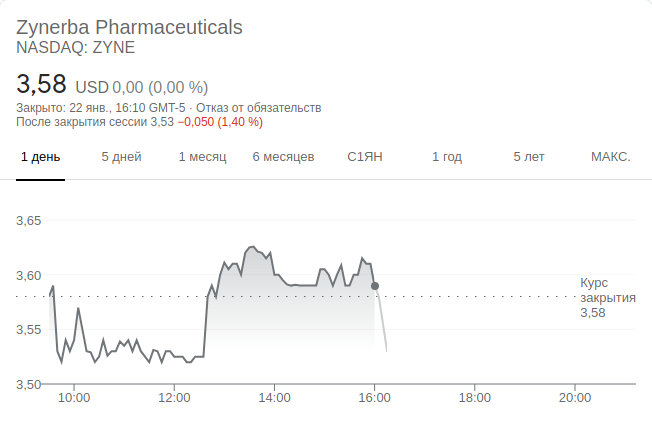 Zynerba Pharmaceuticals
NASDAQ: ZYNE
3,58 USD 0,00 (0,00 %)
Закрыто: 22 янв., 16:10 GMT-5 · Отказ от обязательств
После закрытия сессии 3,53 −0,050 (1,40 %)
1 день 5 дней 1 месяц 6 месяцев С1ЯН 1 год 5 лет МАКС.
3,65
3,60
Курс
закрытия
3,58
3,55
3,50
10:00 12:00 14:00 16:00 18:00 20:00